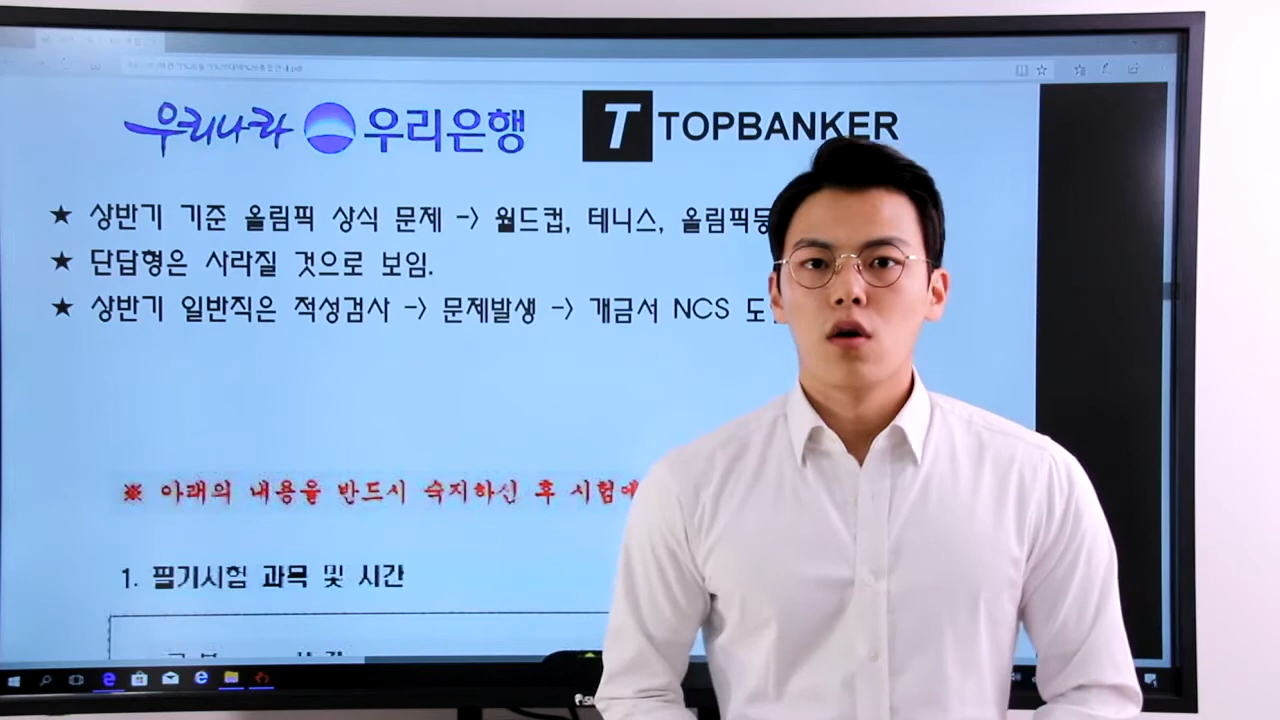 우리나라 우리은행 T TOPBANKER
★ 상반기 기준 올림픽 상식 문제 -> 월드컵, 테니스, 올림픽등
★ 단답형은 사라질 것으로 보임.
★ 상반기 일반직은 적성검사 -> 문제발생 -> 개금서 NCS
※ 아래의 내용을 반드시 숙지하신 후 시험에
1. 필기시험 과목 및 시간